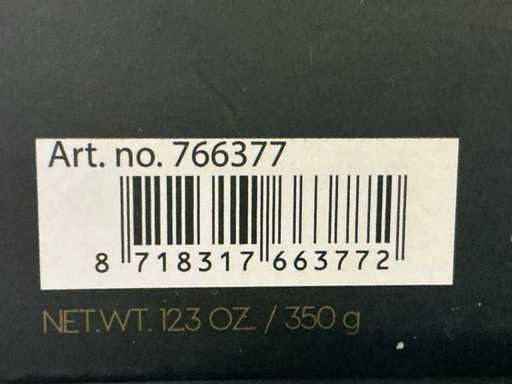 Art. no. 766377
8 718317 663772
NET.WT. 12.3 OZ. / 350 g